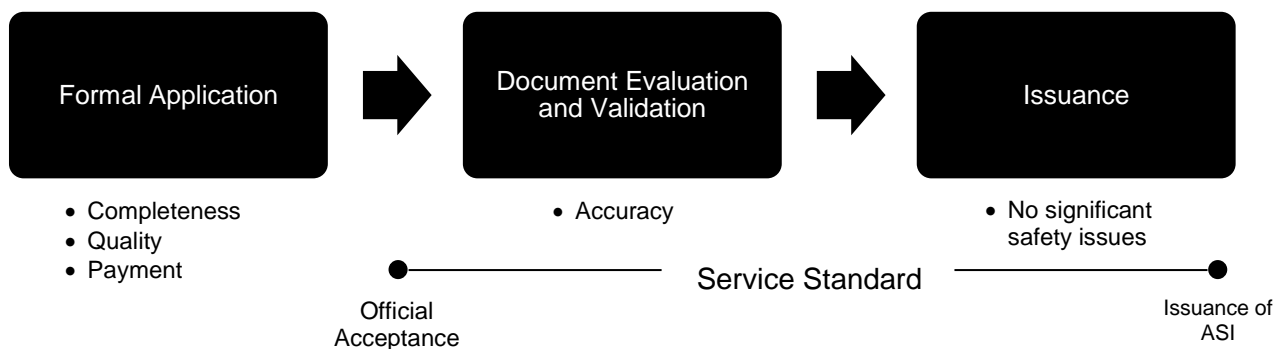 Formal Application
Document Evaluation
and Validation
Issuance
• Completeness
• Quality
• Payment
• Accuracy
• No significant
safety issues
Service Standard
Official
Acceptance
Issuance of
ASI